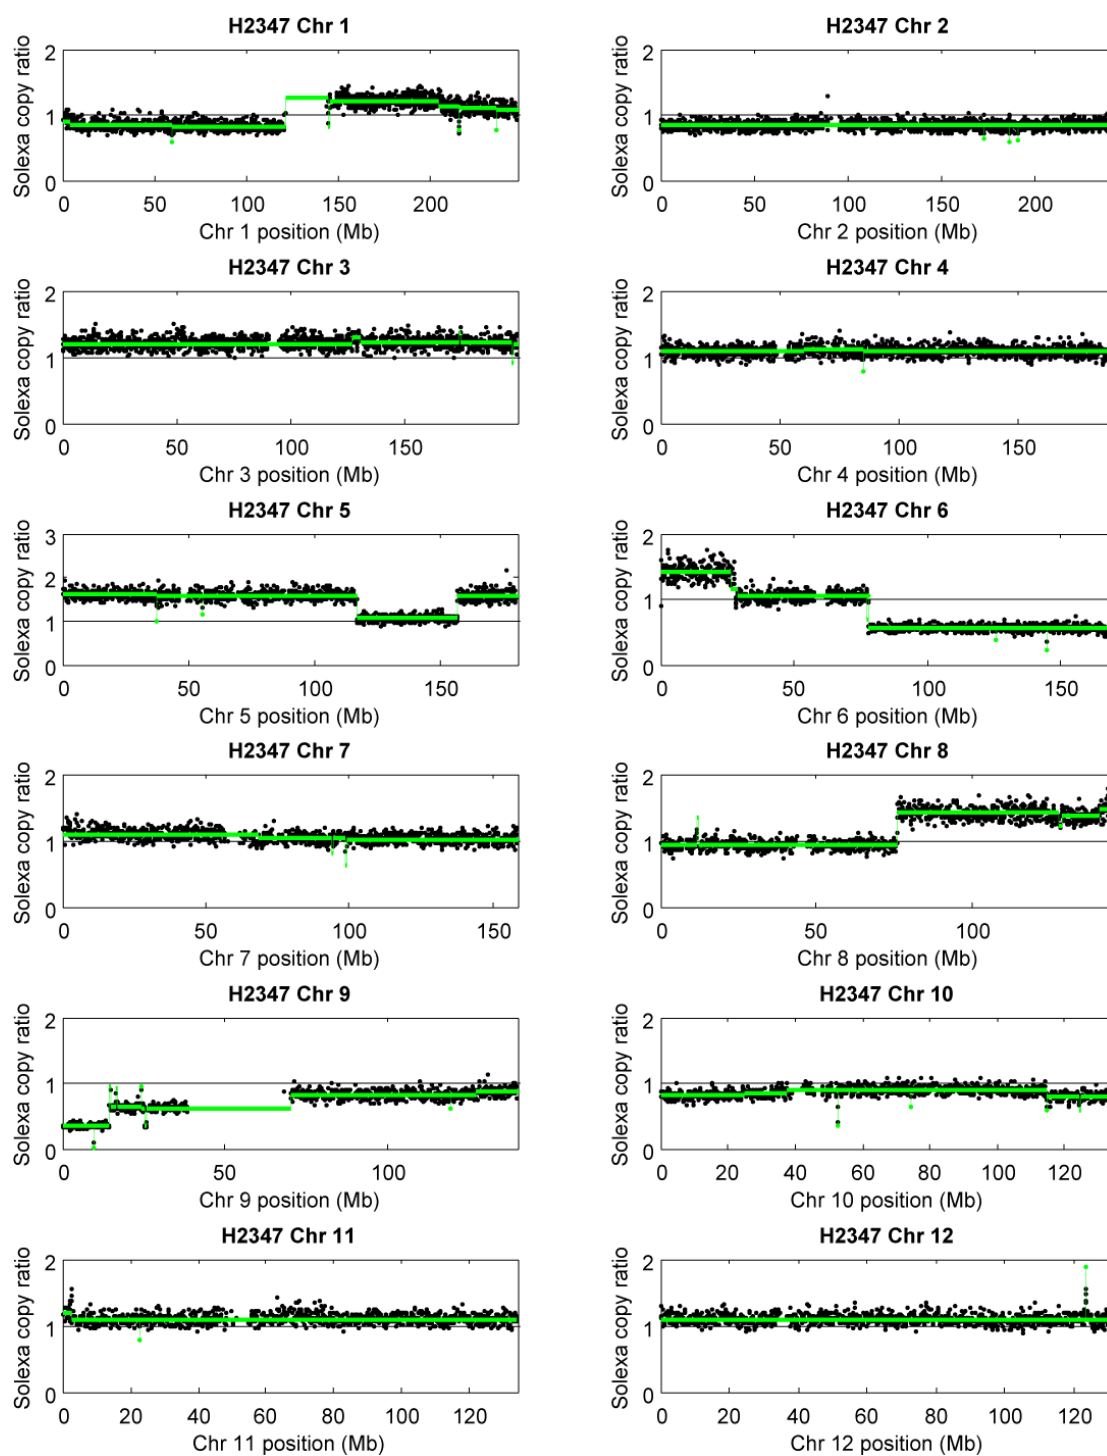 H2347 Chr 1
2
1
0
Solexa copy ratio
0 50 100 150 200
Chr 1 position (Mb)
H2347 Chr 2
2
1
0
Solexa copy ratio
0 50 100 150 200
Chr 2 position (Mb)
H2347 Chr 3
2
1
0
Solexa copy ratio
0 50 100 150
Chr 3 position (Mb)
H2347 Chr 4
2
1
0
Solexa copy ratio
0 50 100 150
Chr 4 position (Mb)
H2347 Chr 5
3
2
1
0
Solexa copy ratio
0 50 100 150
Chr 5 position (Mb)
H2347 Chr 6
2
1
0
Solexa copy ratio
0 50 100 150
Chr 6 position (Mb)
H2347 Chr 7
2
1
0
Solexa copy ratio
0 50 100 150
Chr 7 position (Mb)
H2347 Chr 8
2
1
0
Solexa copy ratio
0 50 100
Chr 8 position (Mb)
H2347 Chr 9
2
1
0
Solexa copy ratio
0 50 100
Chr 9 position (Mb)
H2347 Chr 10
2
1
0
Solexa copy ratio
0 20 40 60 80 100 120
Chr 10 position (Mb)
H2347 Chr 11
2
1
0
Solexa copy ratio
0 20 40 60 80 100 120
Chr 11 position (Mb)
H2347 Chr 12
2
1
0
Solexa copy ratio
0 20 40 60 80 100 120
Chr 12 position (Mb)